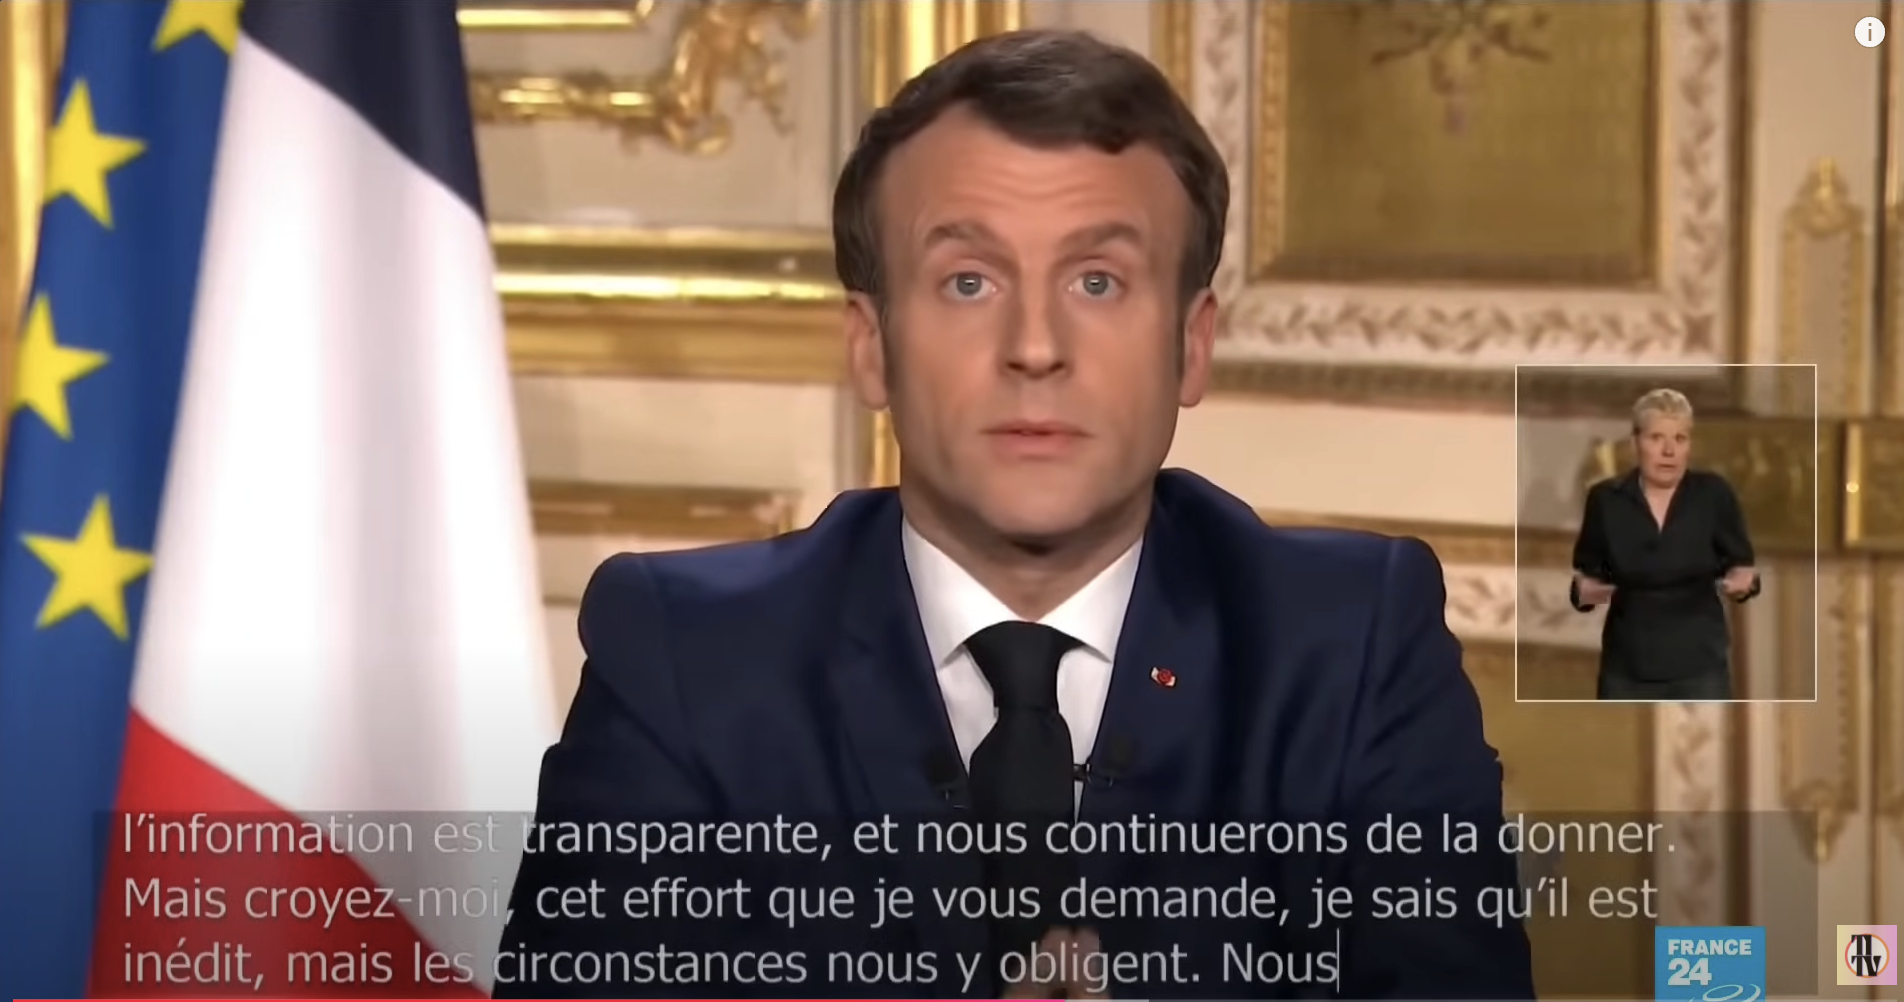 l’information est transparente, et nous continuerons de la donner.
Mais croyez-moi, cet effort que je vous demande, je sais qu’il est
inédit, mais les circonstances nous y obligent. Nous
FRANCE
24
i